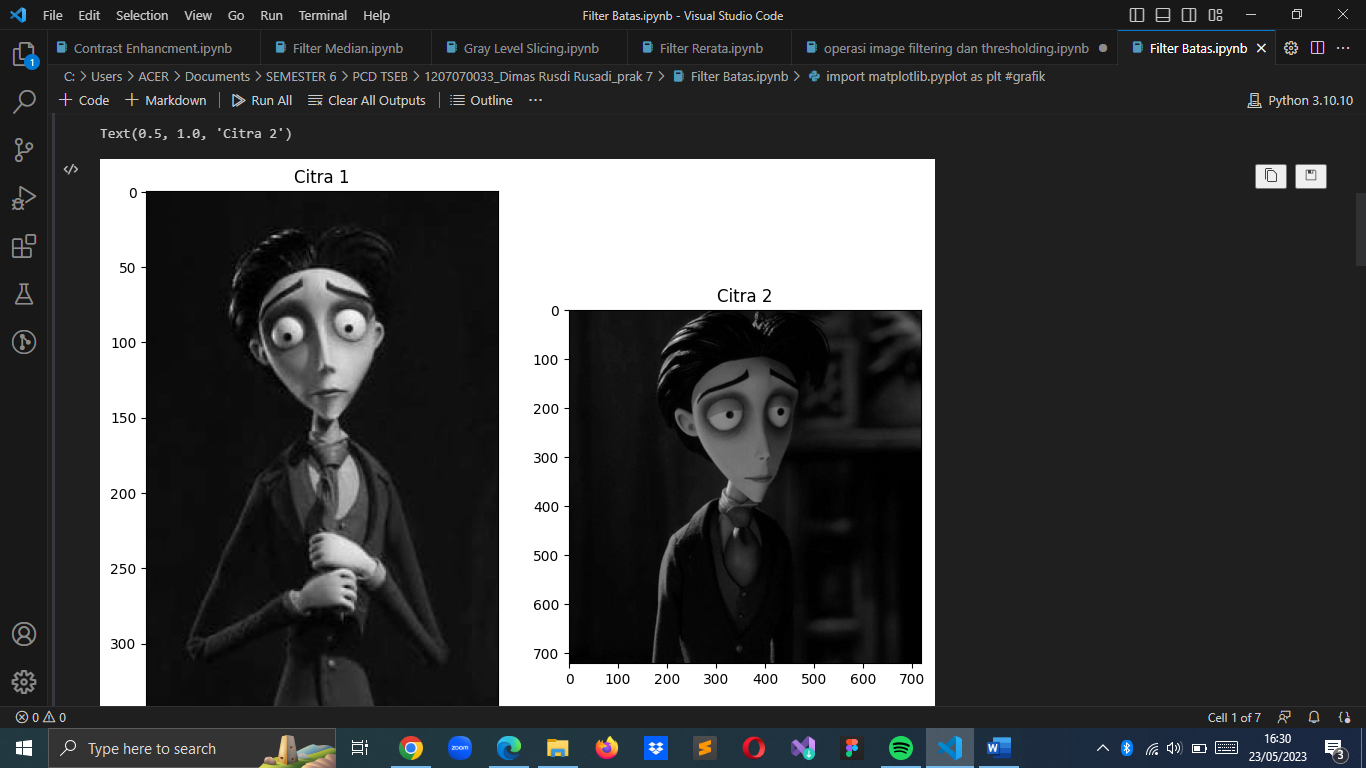 File Edit Selection View Go Run Terminal Help Filter Batas.ipynb - Visual Studio Code
Contrast Enhancment.ipynb Filter Median.ipynb Gray Level Slicing.ipynb Filter Rerata.ipynb operasi image filtering dan thresholding.ipynb Filter Batas.ipynb
1
C: > Users > ACER > Documents > SEMESTER 6 > PCD TSEB > 1207070033_Dimas Rusdi Rusadi_prak 7 > Filter Batas.ipynb > import matplotlib.pyplot as plt #grafik
Code Markdown Run All Clear All Outputs Outline ... Python 3.10.10
Text(0.5, 1.0, 'Citra 2')
Citra 1
0
50
100
150
200
250
300
Citra 2
0
100
200
300
400
500
600
700
0 100 200 300 400 500 600 700
0 0 Cell 1 of 7
Type here to search zoom 16:30
23/05/2023 3